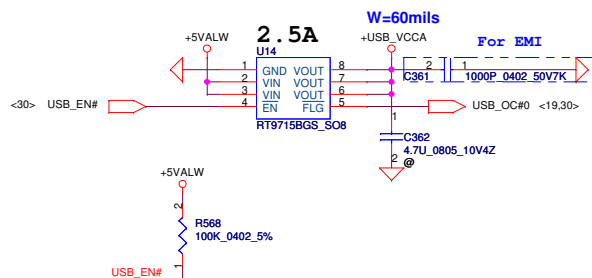 W=60mils
2.5A
+5VALW
+USB_VCCA
For EMI
U14
1 GND VOUT 8
2 VIN VOUT 7
3 VIN VOUT 6
4 EN FLG 5
RT9715BGS_SO8
C361
2 1
1000P_0402_50V7K
<30> USB_EN#
USB_OC#0 <19,30>
1
C362
4.7U_0805_10V4Z
2
@
+5VALW
2
R568
100K_0402_5%
1
USB_EN#